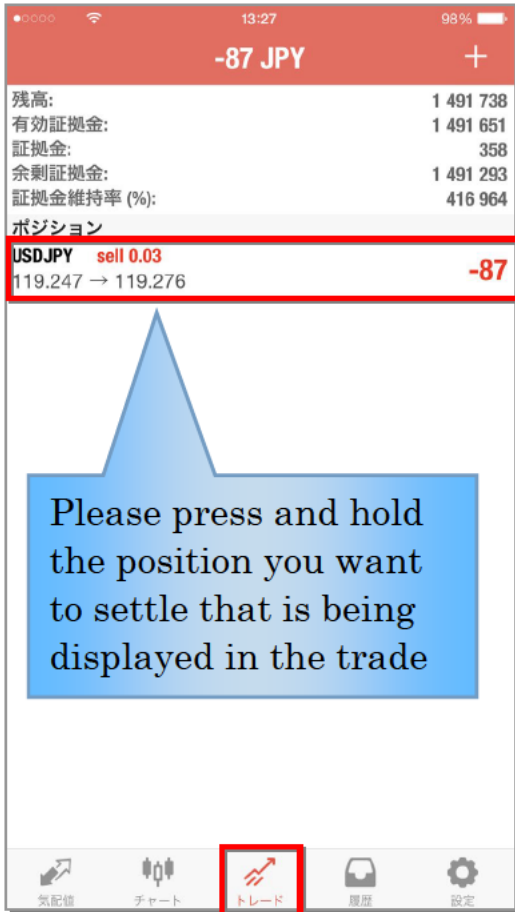 13:27
98%
-87 JPY
+
残高: 1 491 738
有効証拠金: 1 491 651
証拠金: 358
余剰証拠金: 1 491 293
証拠金維持率 (%): 416 964
ポジション
USDJPY sell 0.03
119.247 → 119.276
-87
Please press and hold
the position you want
to settle that is being
displayed in the trade
気配値 チャート トレード 履歴 設定